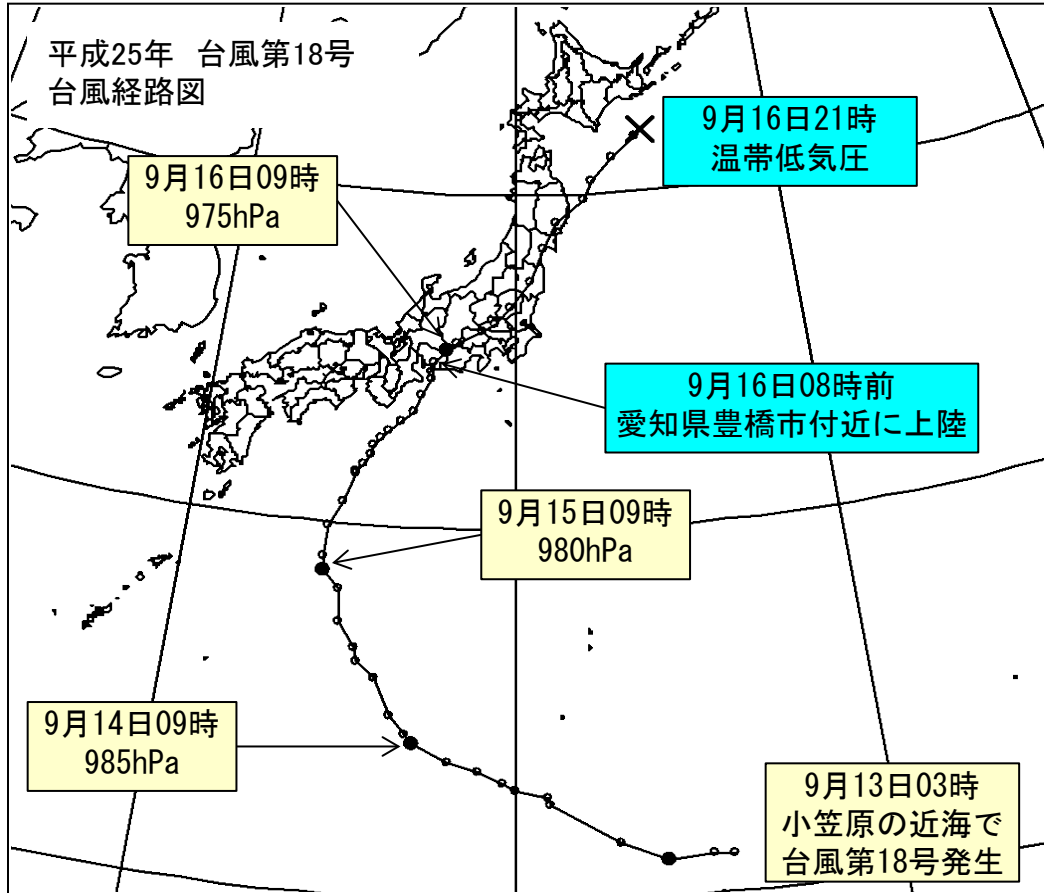 平成25年 台風第18号
台風経路図
9月16日21時
温帯低気圧
9月16日09時
975hPa
9月16日08時前
愛知県豊橋市付近に上陸
9月15日09時
980hPa
9月14日09時
985hPa
9月13日03時
小笠原の近海で
台風第18号発生